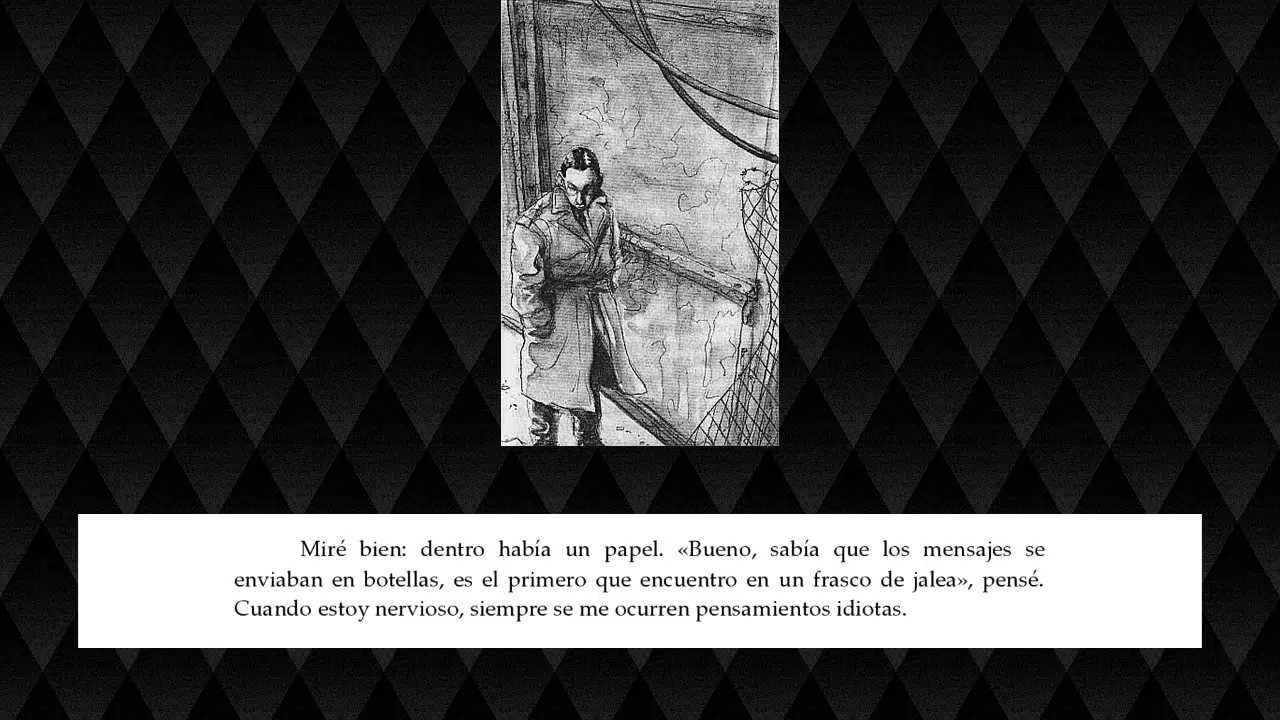 Miré bien: dentro había un papel. «Bueno, sabía que los mensajes se
enviaban en botellas, es el primero que encuentro en un frasco de jalea», pensé.
Cuando estoy nervioso, siempre se me ocurren pensamientos idiotas.